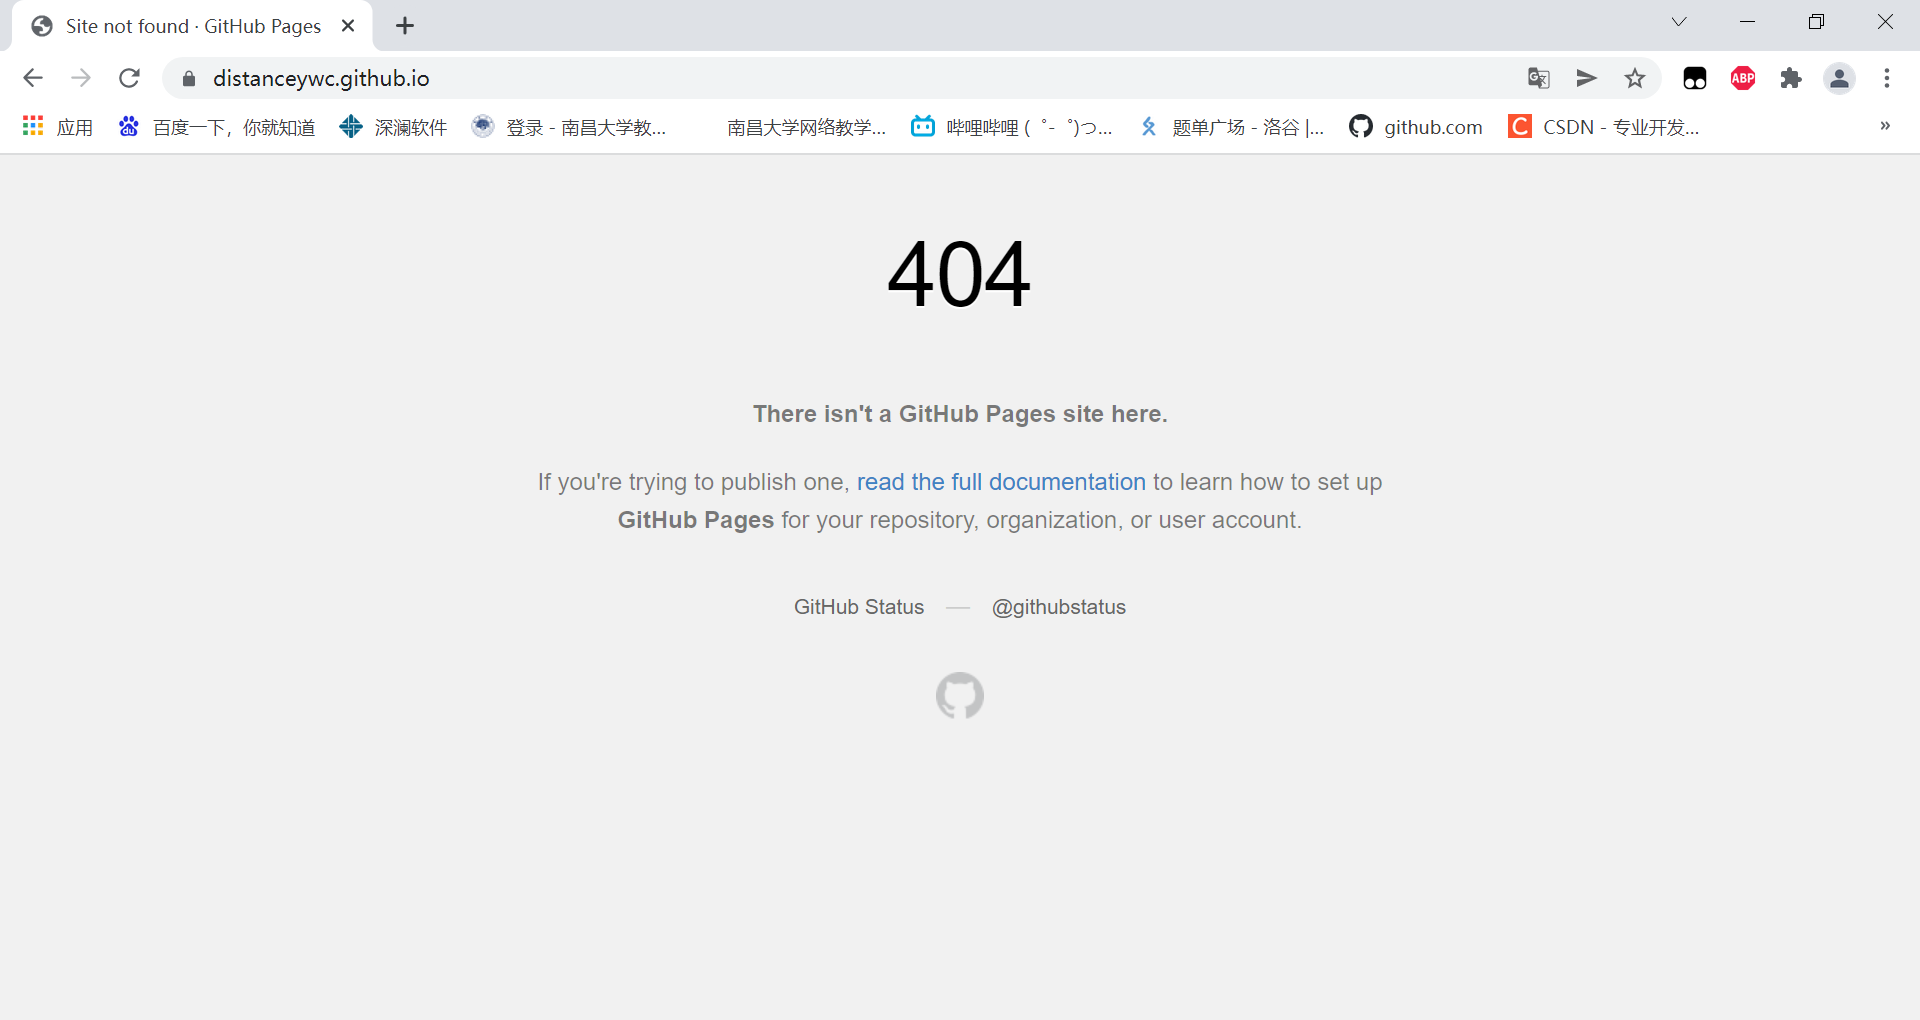 Site not found · GitHub Pages
distanceywc.github.io
ABP
应用
du
百度一下，你就知道
深澜软件
登录 - 南昌大学教...
南昌大学网络教学...
哔哩哔哩 (゜-゜)つ...
题单广场 - 洛谷 |...
github.com
C
CSDN - 专业开发...
»
404
There isn't a GitHub Pages site here.
If you're trying to publish one, read the full documentation to learn how to set up
GitHub Pages for your repository, organization, or user account.
GitHub Status — @githubstatus